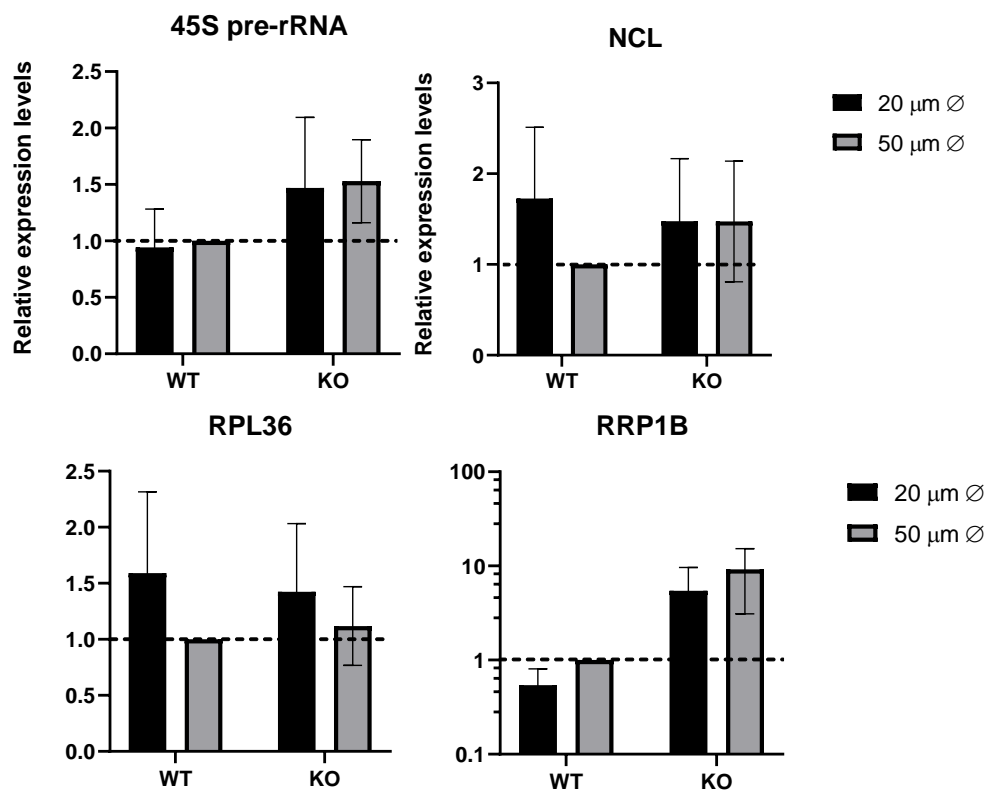 45S pre-rRNA
Relative expression levels
2.5
2.0
1.5
1.0
0.5
0.0
WT KO
NCL
Relative expression levels
3
2
1
0
WT KO
20 μm ∅
50 μm ∅
RPL36
2.5
2.0
1.5
1.0
0.5
0.0
WT KO
RRP1B
100
10
1
0.1
WT KO
20 μm ∅
50 μm ∅